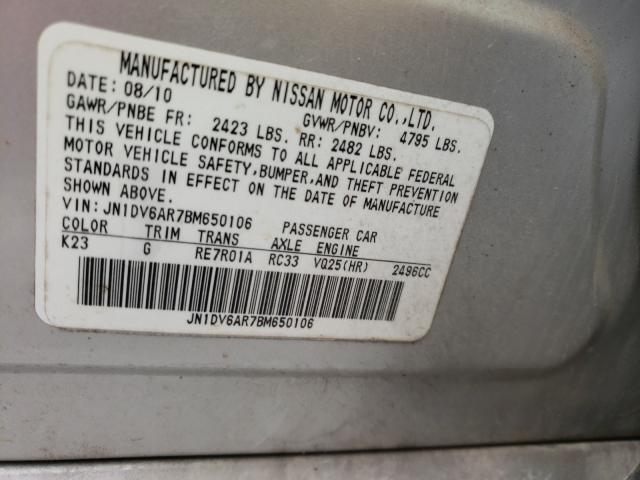 MANUFACTURED BY NISSAN MOTOR CO.,LTD.
DATE: 08/10 GVWR/PNBV: 4795 LBS.
GAWR/PNBE FR: 2423 LBS. RR: 2482 LBS.
THIS VEHICLE CONFORMS TO ALL APPLICABLE FEDERAL
MOTOR VEHICLE SAFETY,BUMPER,AND THEFT PREVENTION
STANDARDS IN EFFECT ON THE DATE OF MANUFACTURE
SHOWN ABOVE.
VIN: JN1DV6AR7BM650106 PASSENGER CAR
COLOR TRIM TRANS AXLE ENGINE
K23 G RE7R01A RC33 VQ25(HR) 2496CC
JN1DV6AR7BM650106